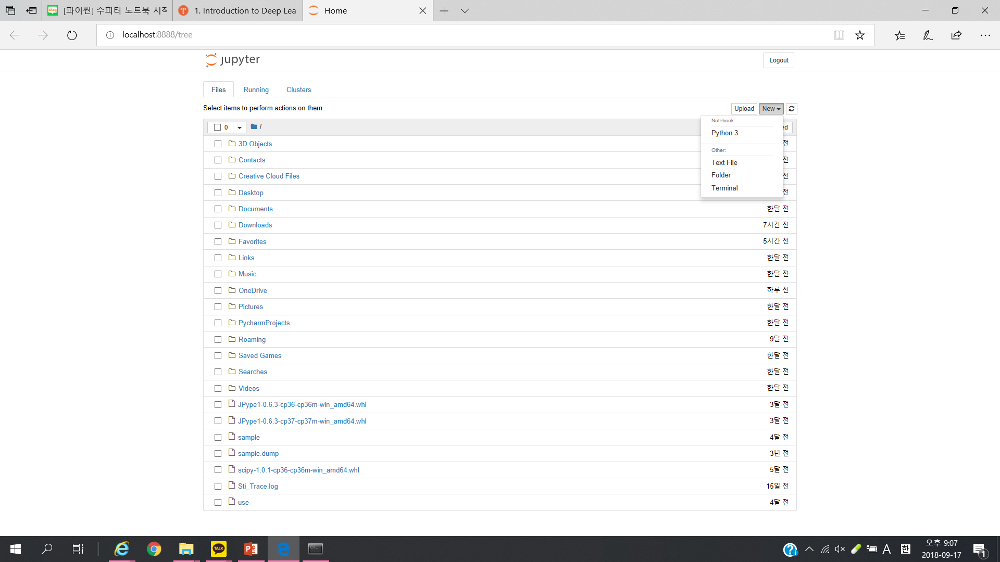 [파이썬] 주피터 노트북 시작
1. Introduction to Deep Lea
Home
localhost:8888/tree
jupyter
Logout
Files
Running
Clusters
Select items to perform actions on them.
Upload
New
Notebook:
Python 3
Other:
Text File
Folder
Terminal
0
/
ed
3D Objects
전
Contacts
전
Creative Cloud Files
전
Desktop
전
Documents
한달 전
Downloads
7시간 전
Favorites
5시간 전
Links
한달 전
Music
한달 전
OneDrive
하루 전
Pictures
한달 전
PycharmProjects
한달 전
Roaming
9달 전
Saved Games
한달 전
Searches
한달 전
Videos
한달 전
JPype1-0.6.3-cp36-cp36m-win_amd64.whl
3달 전
JPype1-0.6.3-cp37-cp37m-win_amd64.whl
3달 전
sample
4달 전
sample.dump
3년 전
scipy-1.0.1-cp36-cp36m-win_amd64.whl
5달 전
Sti_Trace.log
15일 전
use
4달 전
TALK
A
한
오후 9:07
2018-09-17
1